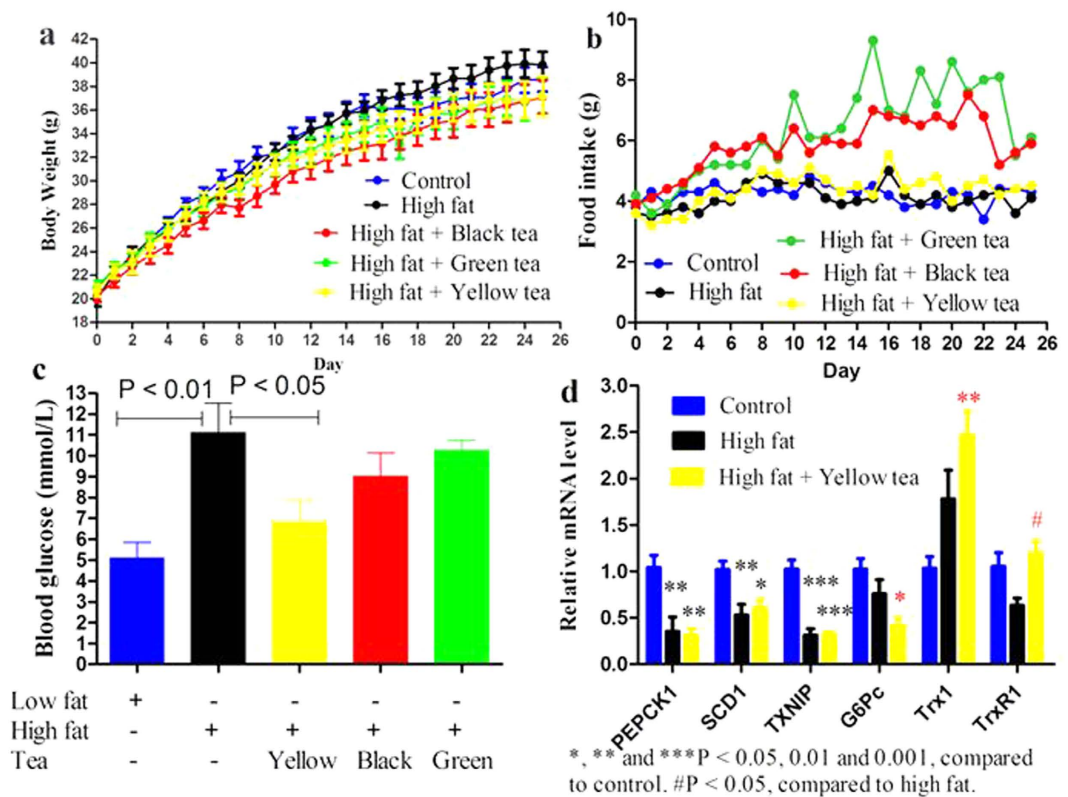 a
42
40
38
36
34
32
30
28
26
24
22
20
18
Body Weight (g)
Control
High fat
High fat + Black tea
High fat + Green tea
High fat + Yellow tea
0 2 4 6 8 10 12 14 16 18 20 22 24 26
Day
b
10
8
6
4
2
0
Food intake (g)
High fat + Green tea
Control
High fat + Black tea
High fat
High fat + Yellow tea
0 2 4 6 8 10 12 14 16 18 20 22 24 26
Day
c
P < 0.01 P < 0.05
13
12
11
10
9
8
7
6
5
4
3
2
1
0
Blood glucose (mmol/L)
Low fat + - - - -
High fat - + + + +
Tea - - Yellow Black Green
d
3.0
2.5
2.0
1.5
1.0
0.5
0.0
Relative mRNA level
Control
High fat
High fat + Yellow tea
** ** ** * *** *** * ** #
PEPCK1 SCD1 TXNIP G6Pc Trx1 TrxR1
*, ** and ***P < 0.05, 0.01 and 0.001, compared
to control. #P < 0.05, compared to high fat.